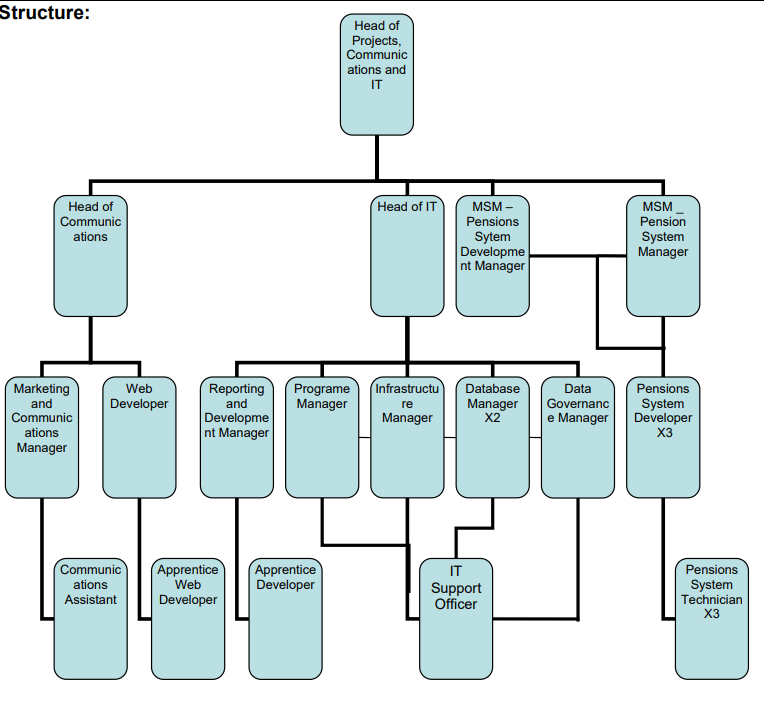 Structure:
Head of
Projects,
Communic
ations and
IT
Head of
Communic
ations
Head of IT
MSM –
Pensions
Sytem
Developme
nt Manager
MSM _
Pension
System
Manager
Marketing
and
Communic
ations
Manager
Web
Developer
Reporting
and
Developme
nt Manager
Programe
Manager
Infrastructu
re
Manager
Database
Manager
X2
Data
Governanc
e Manager
Pensions
System
Developer
X3
Communic
ations
Assistant
Apprentice
Web
Developer
Apprentice
Developer
IT
Support
Officer
Pensions
System
Technician
X3